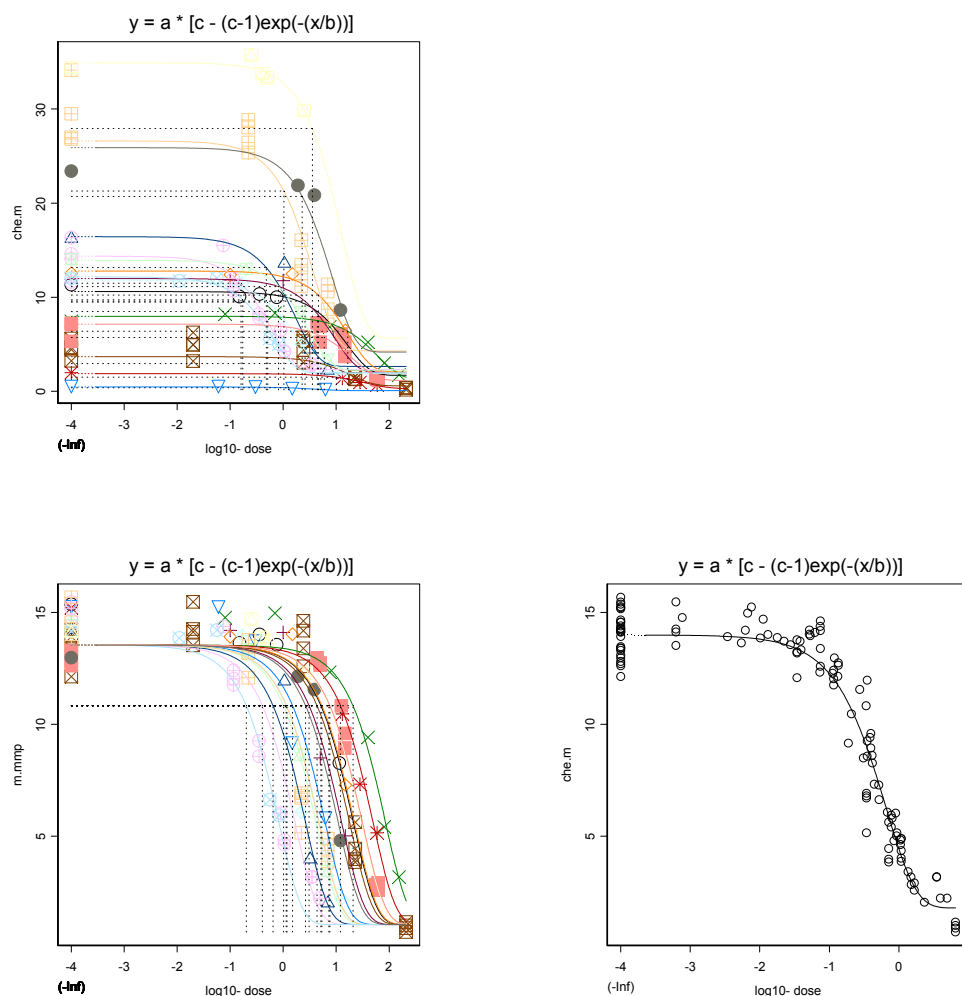 y = a * [c - (c-1)exp(-(x/b))]
che.m
30
20
10
0
-4 -3 -2 -1 0 1 2
(-Inf)
log10- dose
y = a * [c - (c-1)exp(-(x/b))]
m.mmp
15
10
5
-4 -3 -2 -1 0 1 2
(-Inf)
log10- dose
y = a * [c - (c-1)exp(-(x/b))]
che.m
15
10
5
-4 -3 -2 -1 0
(-Inf)
log10- dose